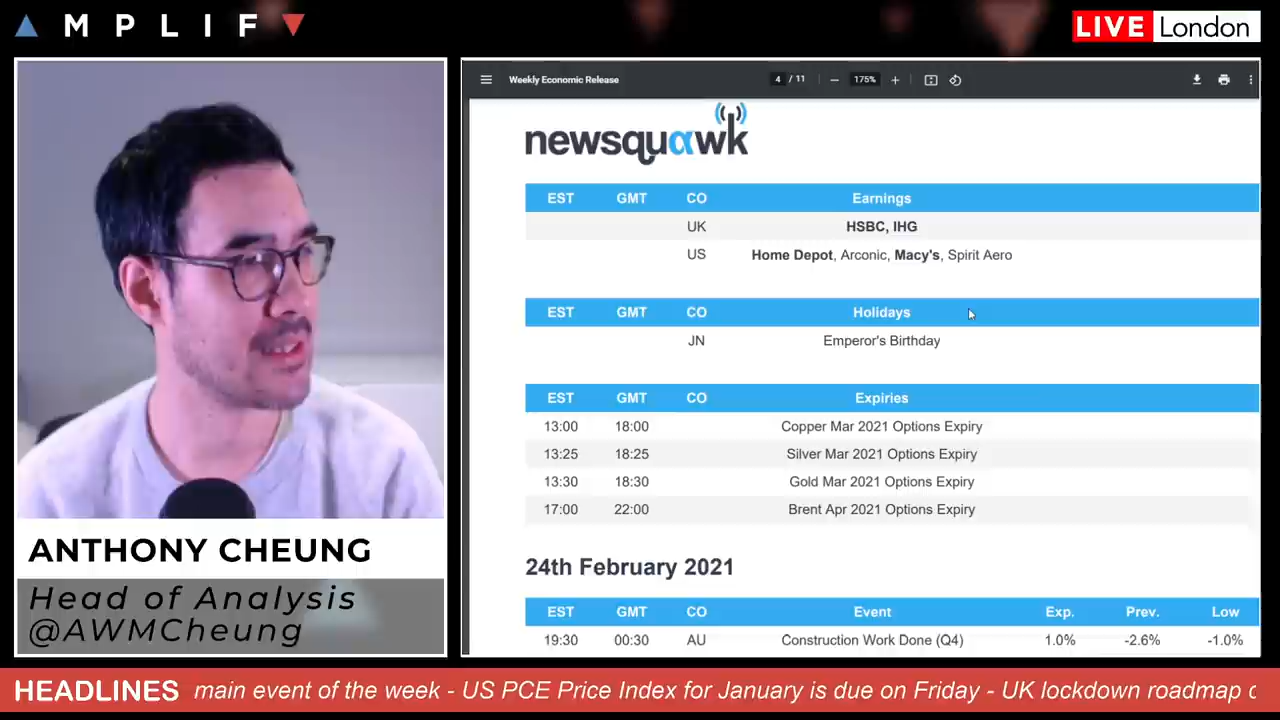 AMPLIFY
LIVE London
Weekly Economic Release
4 / 11
175%
newsquawk
EST GMT CO Earnings
UK HSBC, IHG
US Home Depot, Arconic, Macy's, Spirit Aero
EST GMT CO Holidays
JN Emperor's Birthday
EST GMT CO Expiries
13:00 18:00 Copper Mar 2021 Options Expiry
13:25 18:25 Silver Mar 2021 Options Expiry
13:30 18:30 Gold Mar 2021 Options Expiry
17:00 22:00 Brent Apr 2021 Options Expiry
24th February 2021
EST GMT CO Event Exp. Prev. Low
19:30 00:30 AU Construction Work Done (Q4) 1.0% -2.6% -1.0%
ANTHONY CHEUNG
Head of Analysis
@AWMCheung
HEADLINES main event of the week - US PCE Price Index for January is due on Friday - UK lockdown roadmap